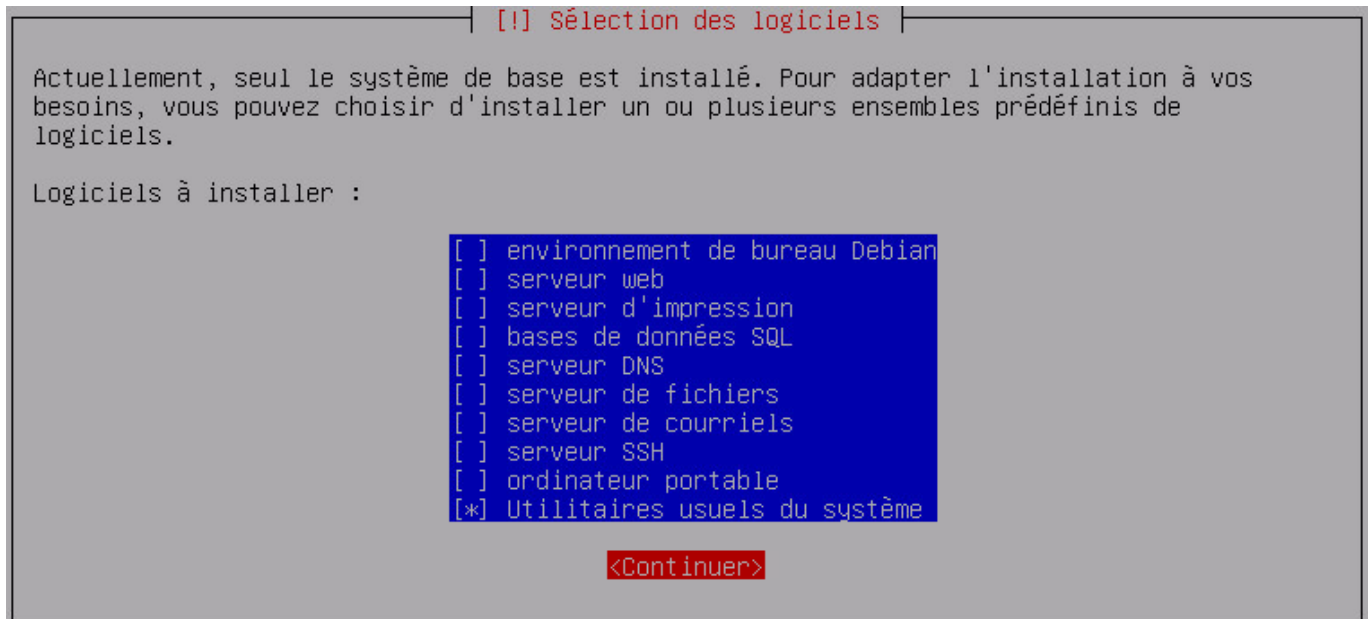 [!] Sélection des logiciels
Actuellement, seul le système de base est installé. Pour adapter l'installation à vos
besoins, vous pouvez choisir d'installer un ou plusieurs ensembles prédéfinis de
logiciels.
Logiciels à installer :
[ ] environnement de bureau Debian
[ ] serveur web
[ ] serveur d'impression
[ ] bases de données SQL
[ ] serveur DNS
[ ] serveur de fichiers
[ ] serveur de courriels
[ ] serveur SSH
[ ] ordinateur portable
[*] Utilitaires usuels du système
<Continuer>